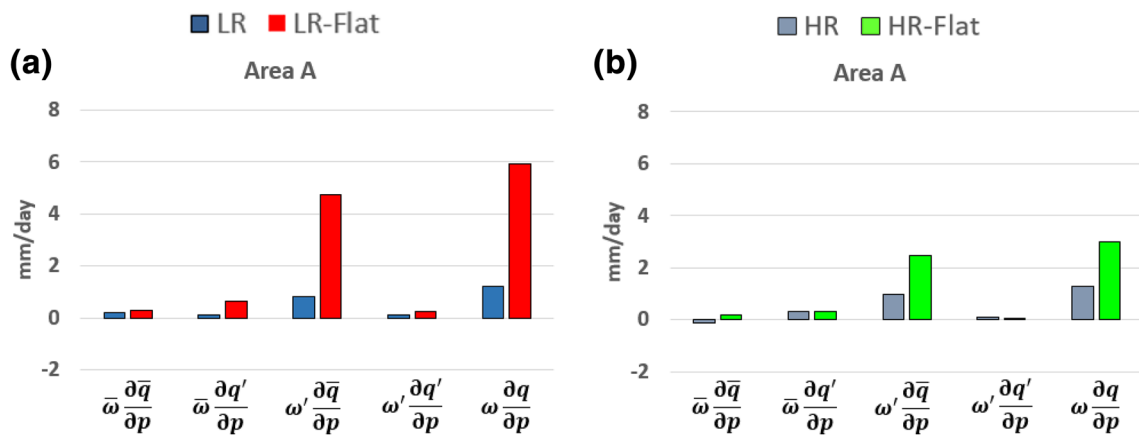 LR LR-Flat
(a)
Area A
mm/day
8
6
4
2
0
-2
ω̅ ∂q̅/∂p ω̅ ∂q′/∂p ω′ ∂q̅/∂p ω′ ∂q′/∂p ω ∂q/∂p
HR HR-Flat
(b)
Area A
mm/day
8
6
4
2
0
-2
ω̅ ∂q̅/∂p ω̅ ∂q′/∂p ω′ ∂q̅/∂p ω′ ∂q′/∂p ω ∂q/∂p